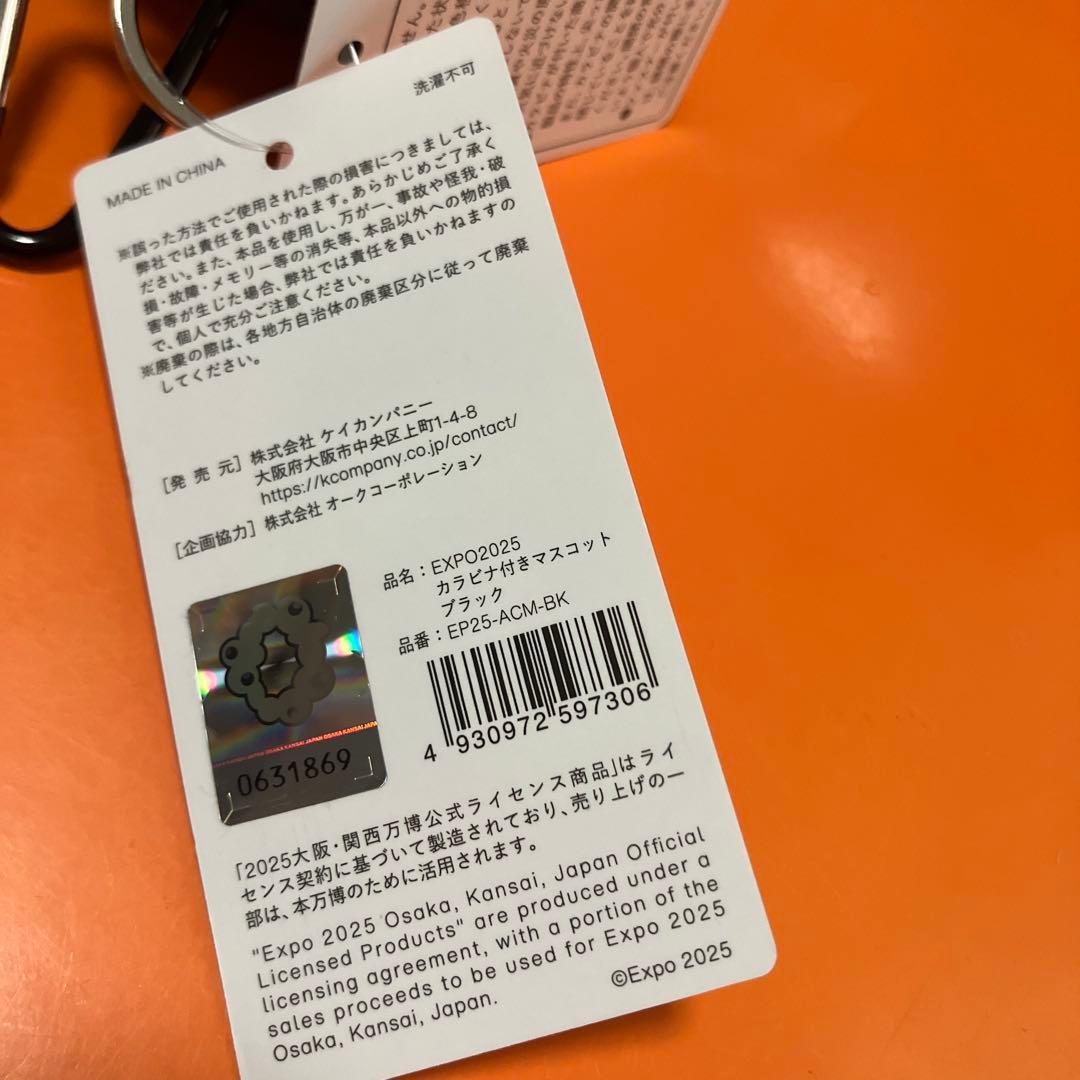 洗濯不可
MADE IN CHINA
※誤った方法でご使用された際の損害につきましては、
弊社では責任を負いかねます。あらかじめご了承く
ださい。また、本品を使用し、万が一、事故や怪我・破
損・故障・メモリー等の消失等、本品以外への物的損
害等が生じた場合、弊社では責任を負いかねますの
で、個人で充分ご注意ください。
※廃棄の際は、各地方自治体の廃棄区分に従って廃棄
してください。
[発売元] 株式会社 ケイカンパニー
大阪府大阪市中央区上町1-4-8
https://kcompany.co.jp/contact/
[企画協力] 株式会社 オークコーポレーション
品名：EXPO2025
カラビナ付きマスコット
ブラック
品番：EP25-ACM-BK
4 930972 597306
OSAKA KANSAI JAPAN OSAKA KANSAI JAPAN
0631869
「2025大阪・関西万博公式ライセンス商品」はライ
センス契約に基づいて製造されており、売り上げの一
部は、本万博のために活用されます。
"Expo 2025 Osaka, Kansai, Japan Official
Licensed Products" are produced under a
licensing agreement, with a portion of the
sales proceeds to be used for Expo 2025
Osaka, Kansai, Japan.
©Expo 2025